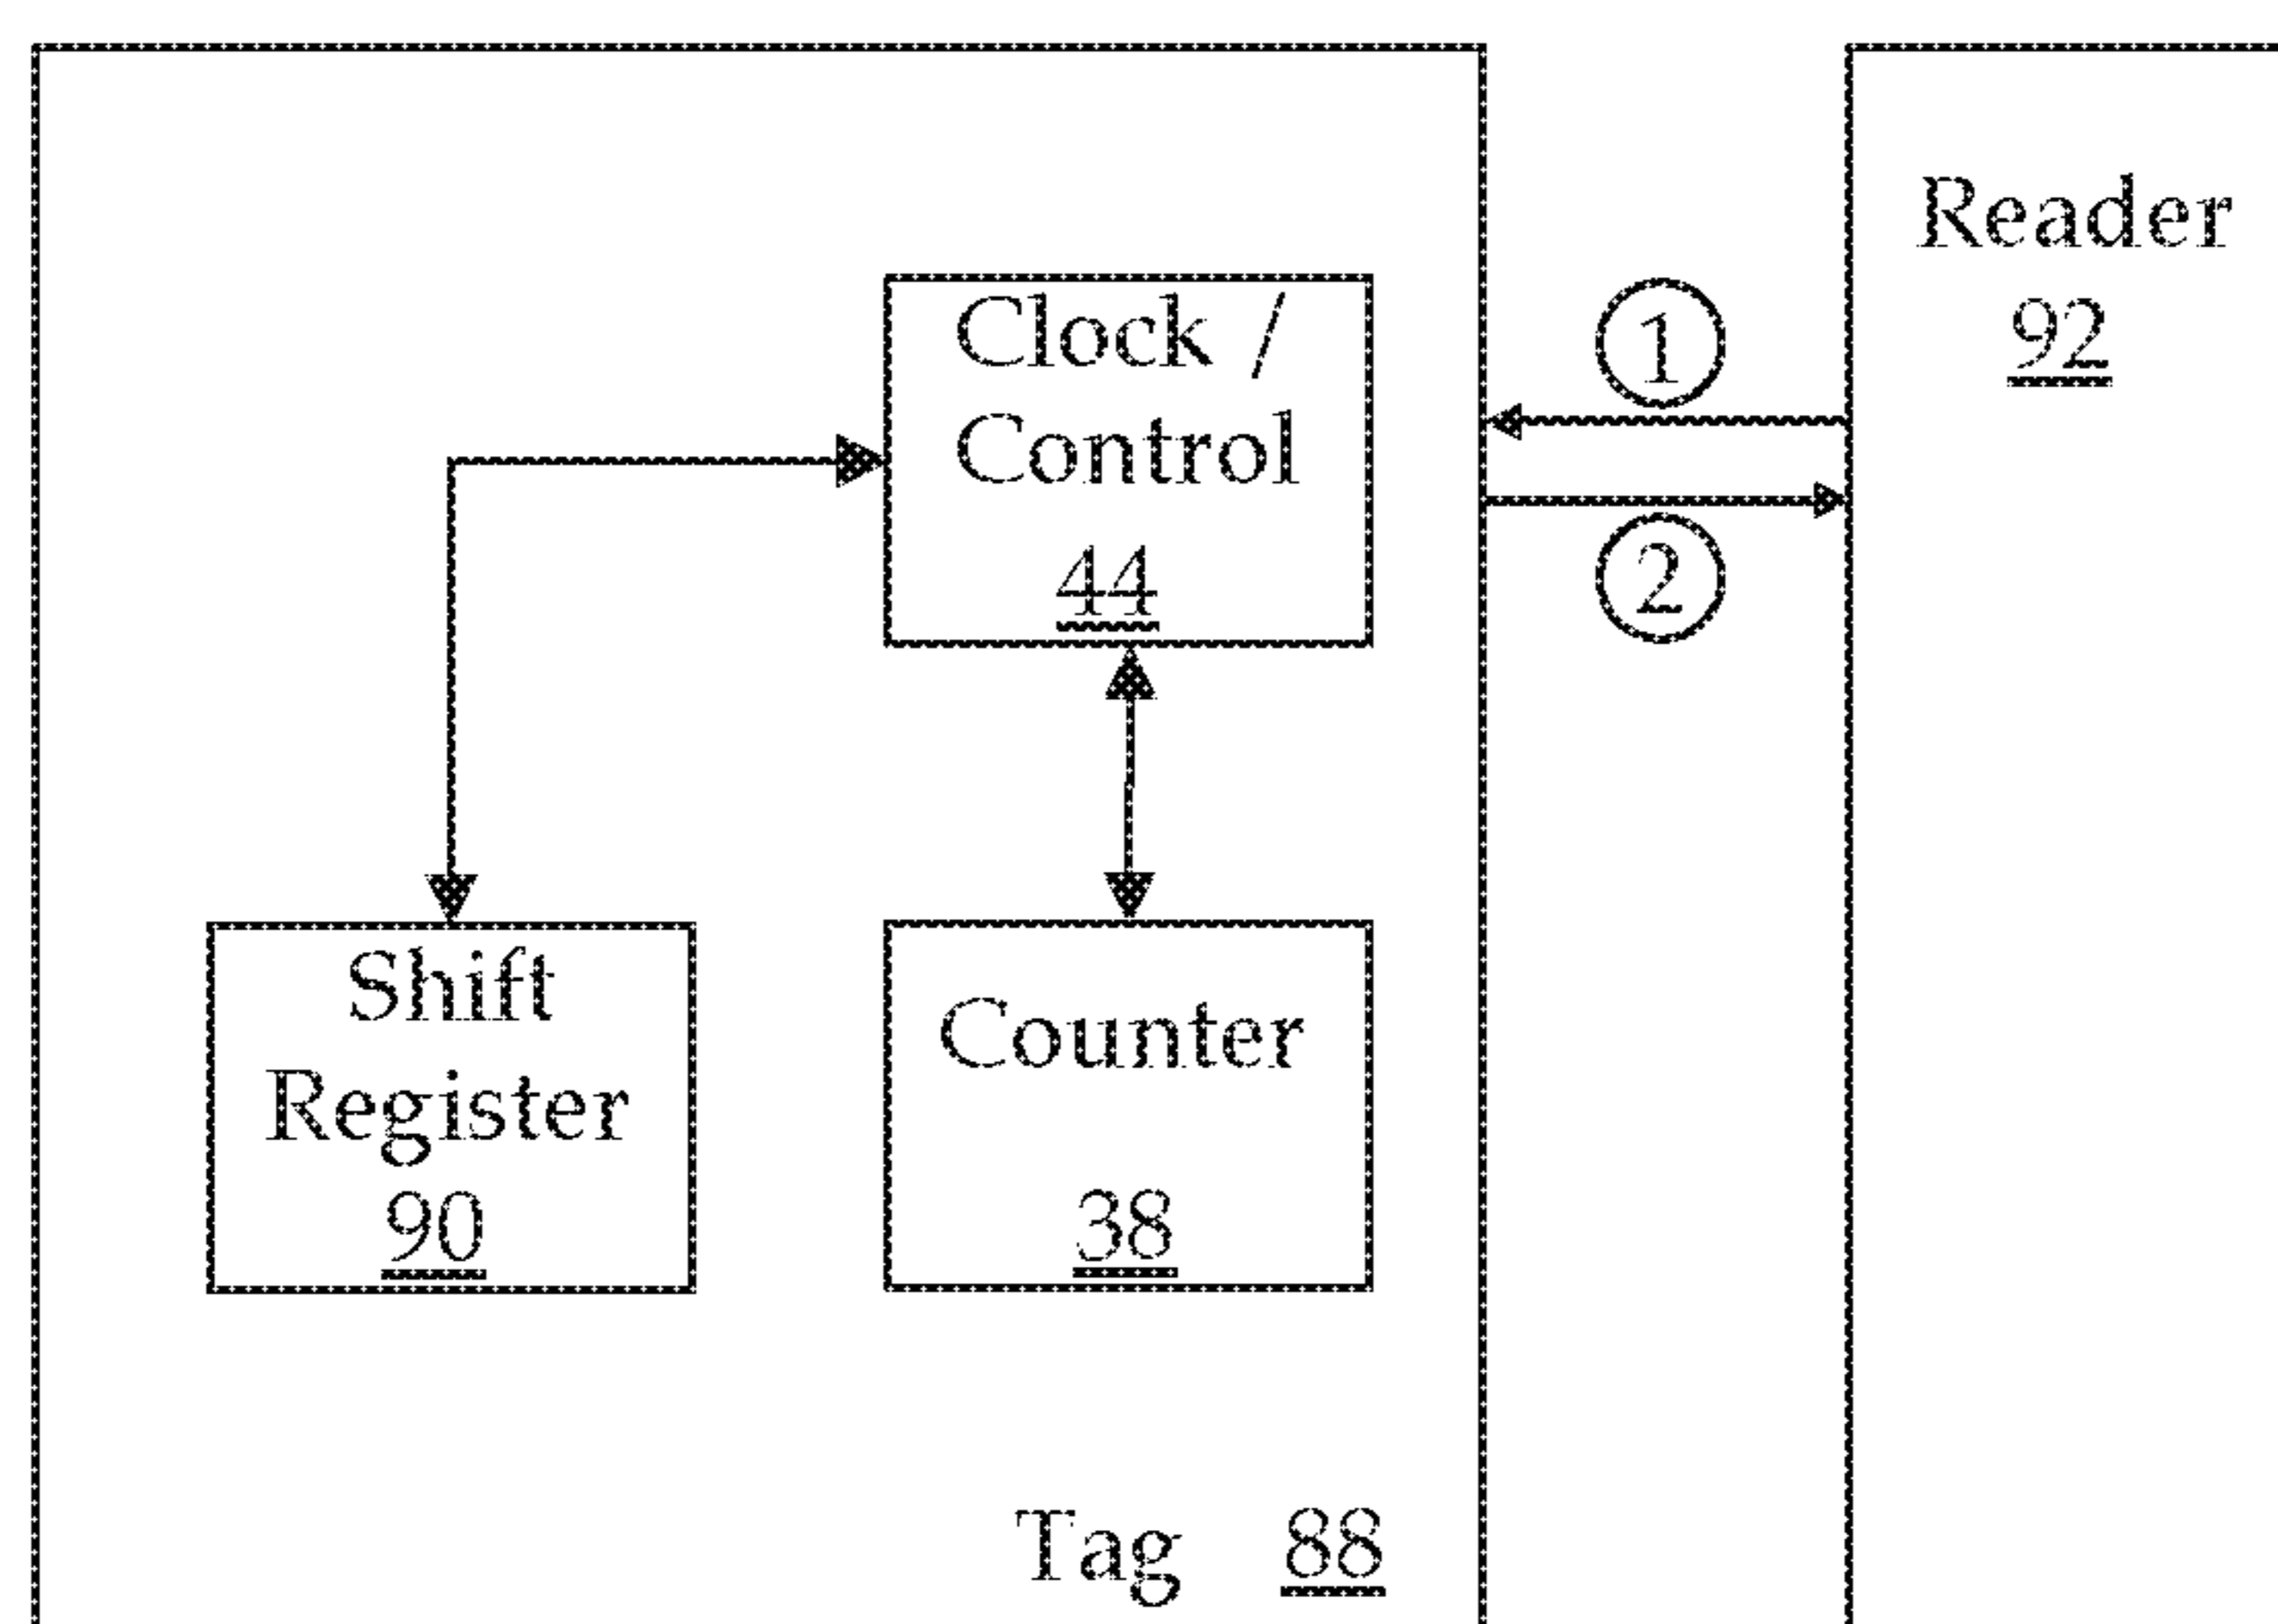 Clock /
Control
44
1
2
Reader
92
Shift
Register
90
Counter
38
Tag 88